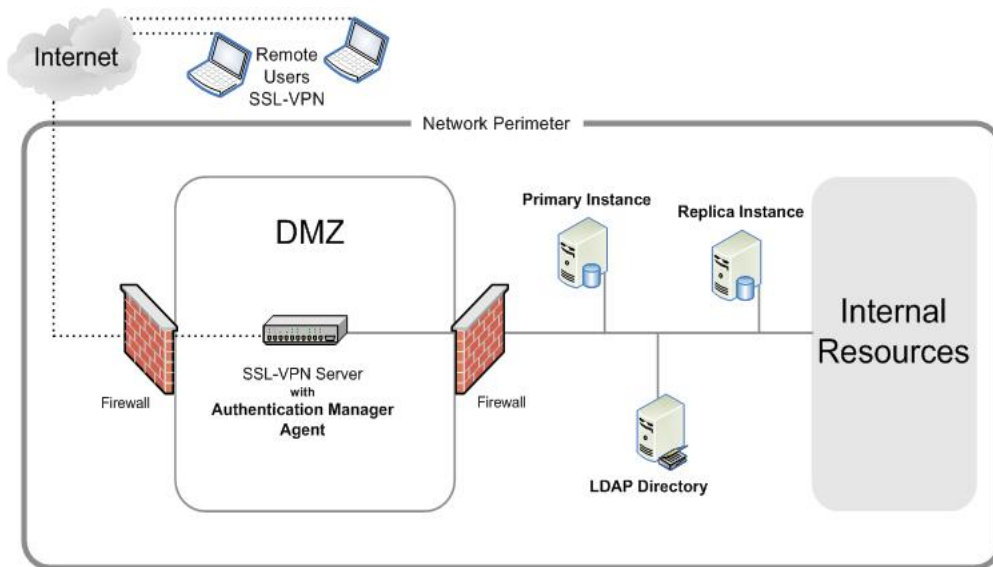 Internet
Remote
Users
SSL-VPN
Network Perimeter
DMZ
Primary Instance
Replica Instance
Internal
Resources
Firewall
SSL-VPN Server
with
Authentication Manager
Agent
Firewall
LDAP Directory